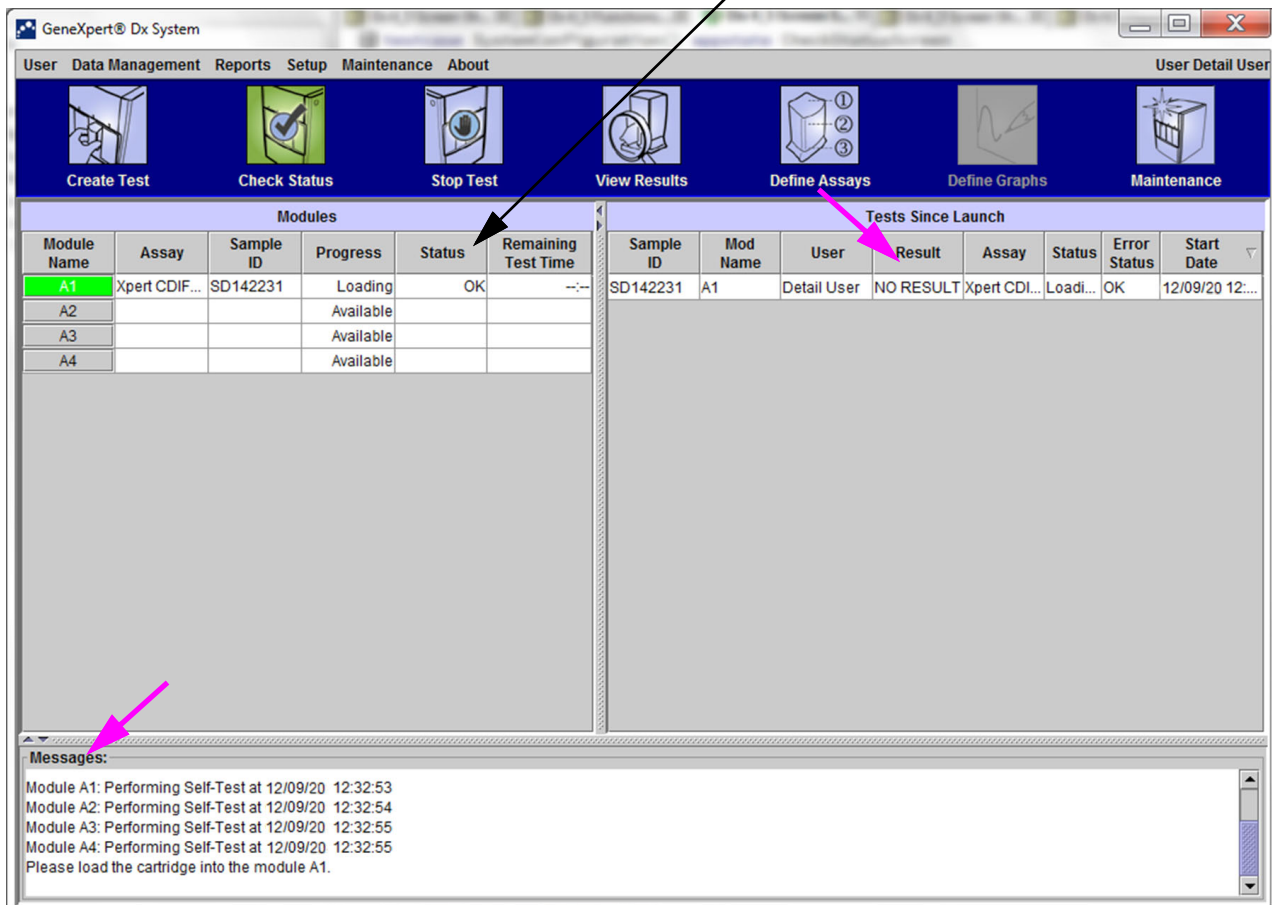 GeneXpert® Dx System
User Data Management Reports Setup Maintenance About User Detail User
Create Test Check Status Stop Test View Results Define Assays Define Graphs Maintenance
① ② ③
Modules
Module Name Assay Sample ID Progress Status Remaining Test Time
A1 Xpert CDIF... SD142231 Loading OK --:--
A2 Available
A3 Available
A4 Available
Tests Since Launch
Sample ID Mod Name User Result Assay Status Error Status Start Date
SD142231 A1 Detail User NO RESULT Xpert CDI... Loadi... OK 12/09/20 12:...
Messages:
Module A1: Performing Self-Test at 12/09/20 12:32:53
Module A2: Performing Self-Test at 12/09/20 12:32:54
Module A3: Performing Self-Test at 12/09/20 12:32:55
Module A4: Performing Self-Test at 12/09/20 12:32:55
Please load the cartridge into the module A1.